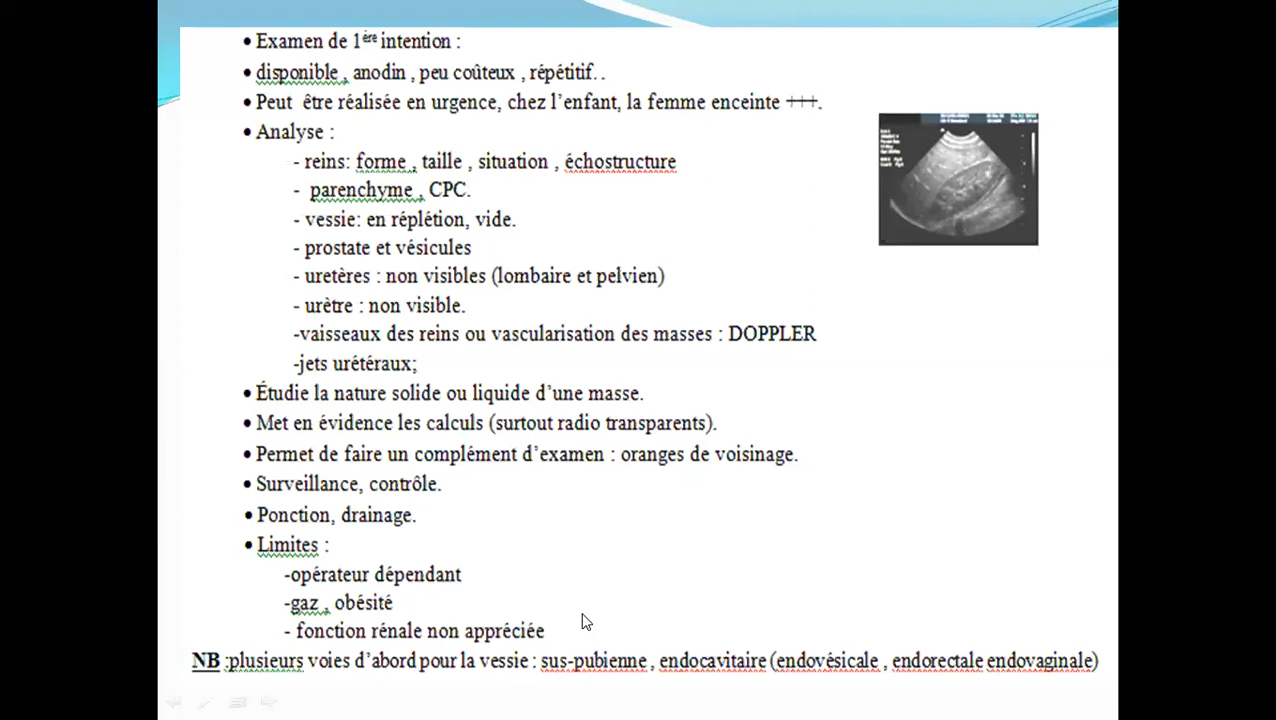 • Examen de 1ère intention :
• disponible , anodin , peu coûteux , répétitif. .
• Peut être réalisée en urgence, chez l’enfant, la femme enceinte +++.
• Analyse :
- reins: forme , taille , situation , échostructure
- parenchyme , CPC.
- vessie: en réplétion, vide.
- prostate et vésicules
- uretères : non visibles (lombaire et pelvien)
- urètre : non visible.
-vaisseaux des reins ou vascularisation des masses : DOPPLER
-jets urétéraux;
• Étudie la nature solide ou liquide d’une masse.
• Met en évidence les calculs (surtout radio transparents).
• Permet de faire un complément d’examen : oranges de voisinage.
• Surveillance, contrôle.
• Ponction, drainage.
• Limites :
-opérateur dépendant
-gaz , obésité
- fonction rénale non appréciée
NB :plusieurs voies d’abord pour la vessie : sus-pubienne , endocavitaire (endovésicale , endorectale endovaginale)